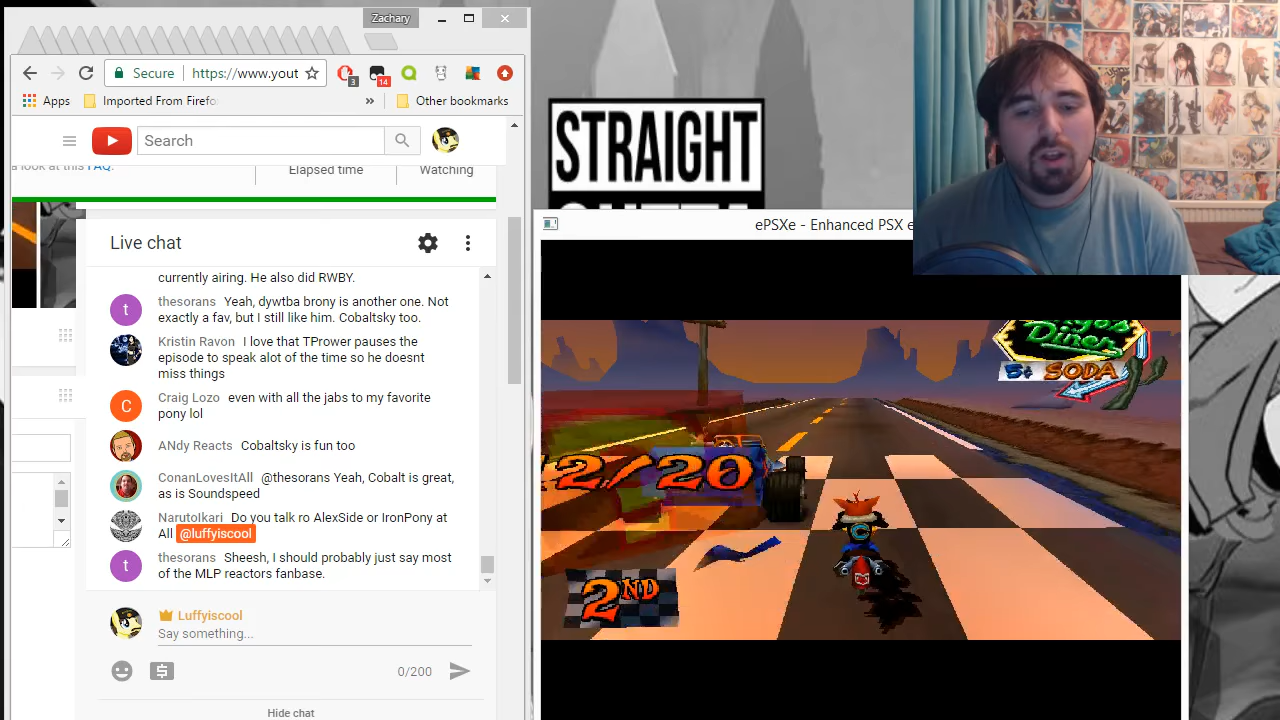 Zachary
Secure
https://www.yout
3
14
Apps
Imported From Firefo
»
Other bookmarks
Search
a look at this FAQ.
Elapsed time
Watching
Live chat
currently airing. He also did RWBY.
thesorans Yeah, dywtba brony is another one. Not
exactly a fav, but I still like him. Cobaltsky too.
Kristin Ravon I love that TPrower parses the
episode to speak alot of the time so he doesnt
miss things
Craig Lozo even with all the jabs to my favorite
pony lol
ANdy Reacts Cobaltsky is fun too
ConanLovesItAll @thesorans Yeah, Cobalt is great,
as is Soundspeed
NarutoIkari Do you talk ro AlexSide or IronPony at
All @luffyiscool
thesorans Sheesh, I should probably just say most
of the MLP reactors fanbase.
Luffyiscool
Say something...
0/200
Hide chat
STRAIGHT
ePSXe - Enhanced PSX e
Diner
5¢ SODA
12/20
2ND